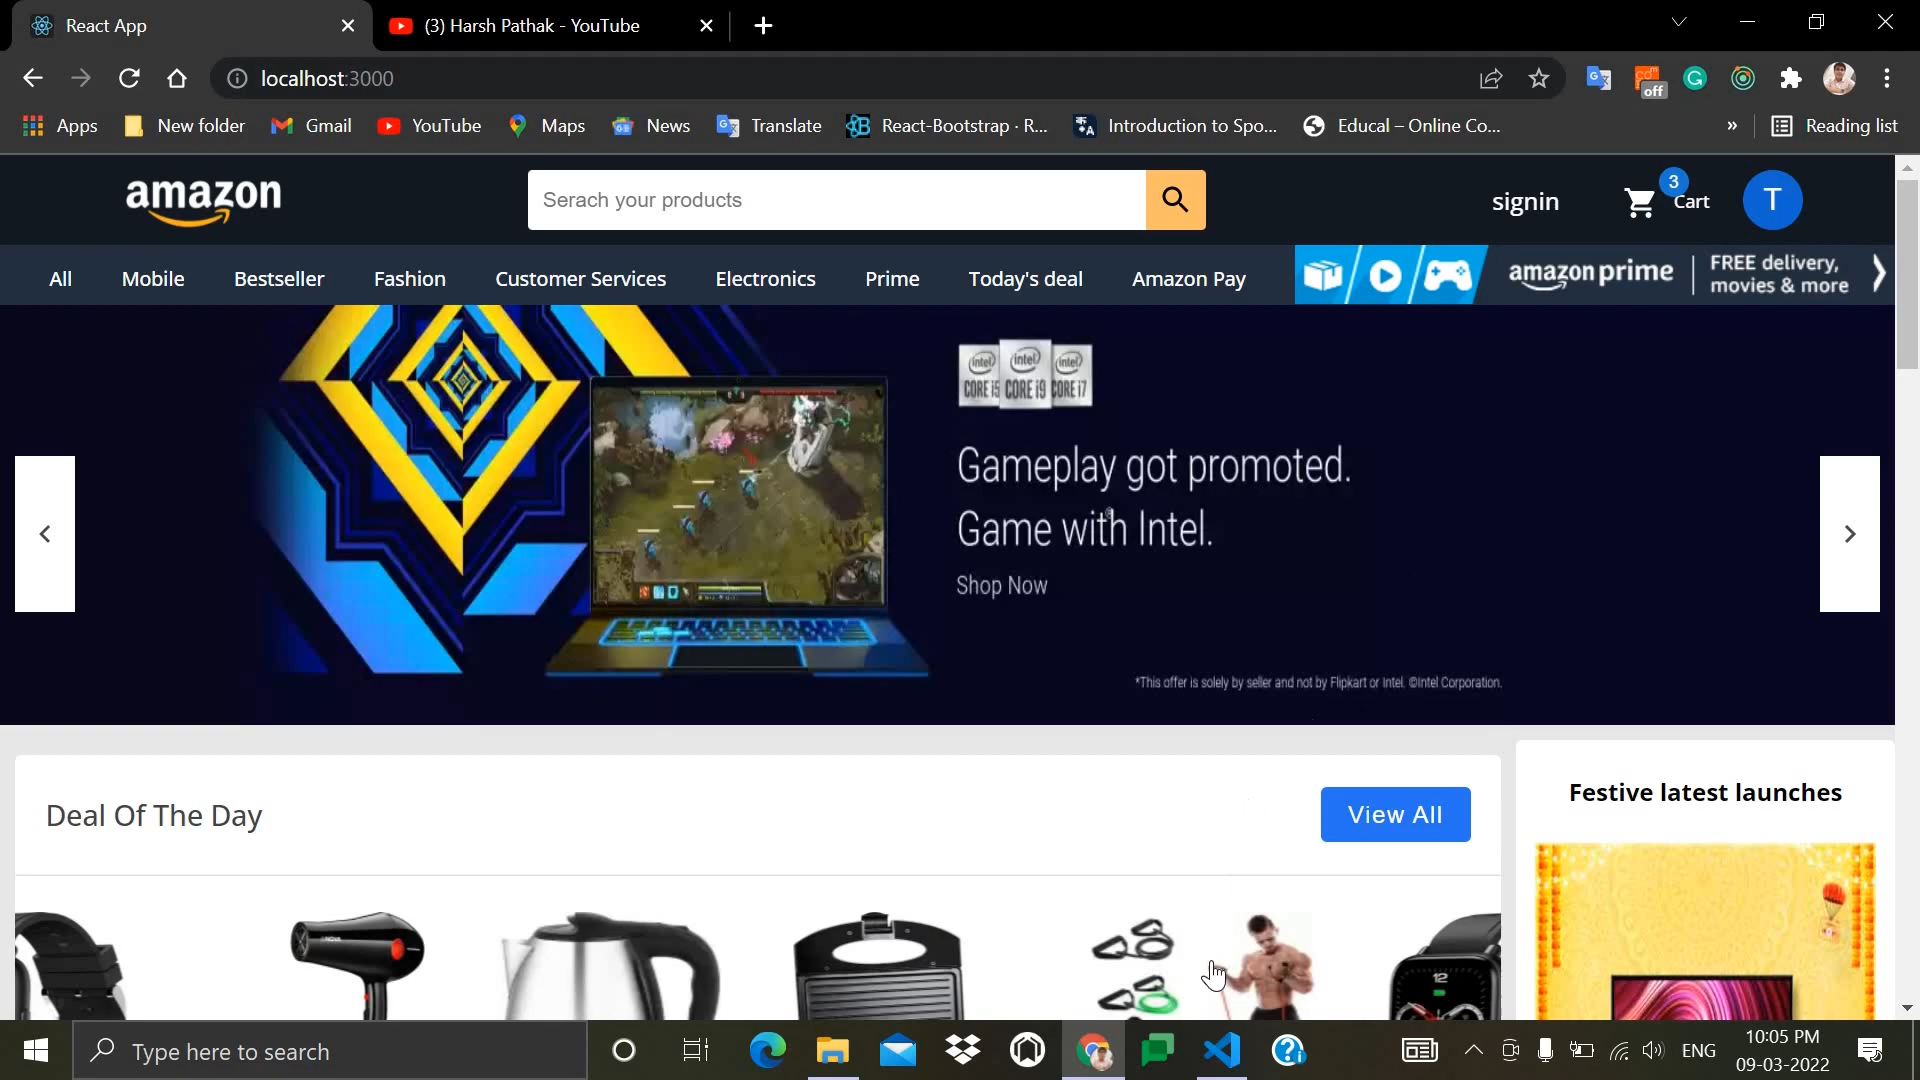 React App
(3) Harsh Pathak - YouTube
localhost:3000
off
Apps
New folder
Gmail
YouTube
Maps
News
Translate
React-Bootstrap · R...
Introduction to Spo...
Educal – Online Co...
»
Reading list
amazon
Serach your products
signin
3
Cart
T
All
Mobile
Bestseller
Fashion
Customer Services
Electronics
Prime
Today's deal
Amazon Pay
amazon prime
FREE delivery,
movies & more
intel
CORE i5
intel
CORE i9
intel
CORE i7
Gameplay got promoted.
Game with Intel.
Shop Now
*This offer is solely by seller and not by Flipkart or Intel. ©Intel Corporation.
Deal Of The Day
View All
Festive latest launches
NOVA
12
Type here to search
ENG
10:05 PM
09-03-2022